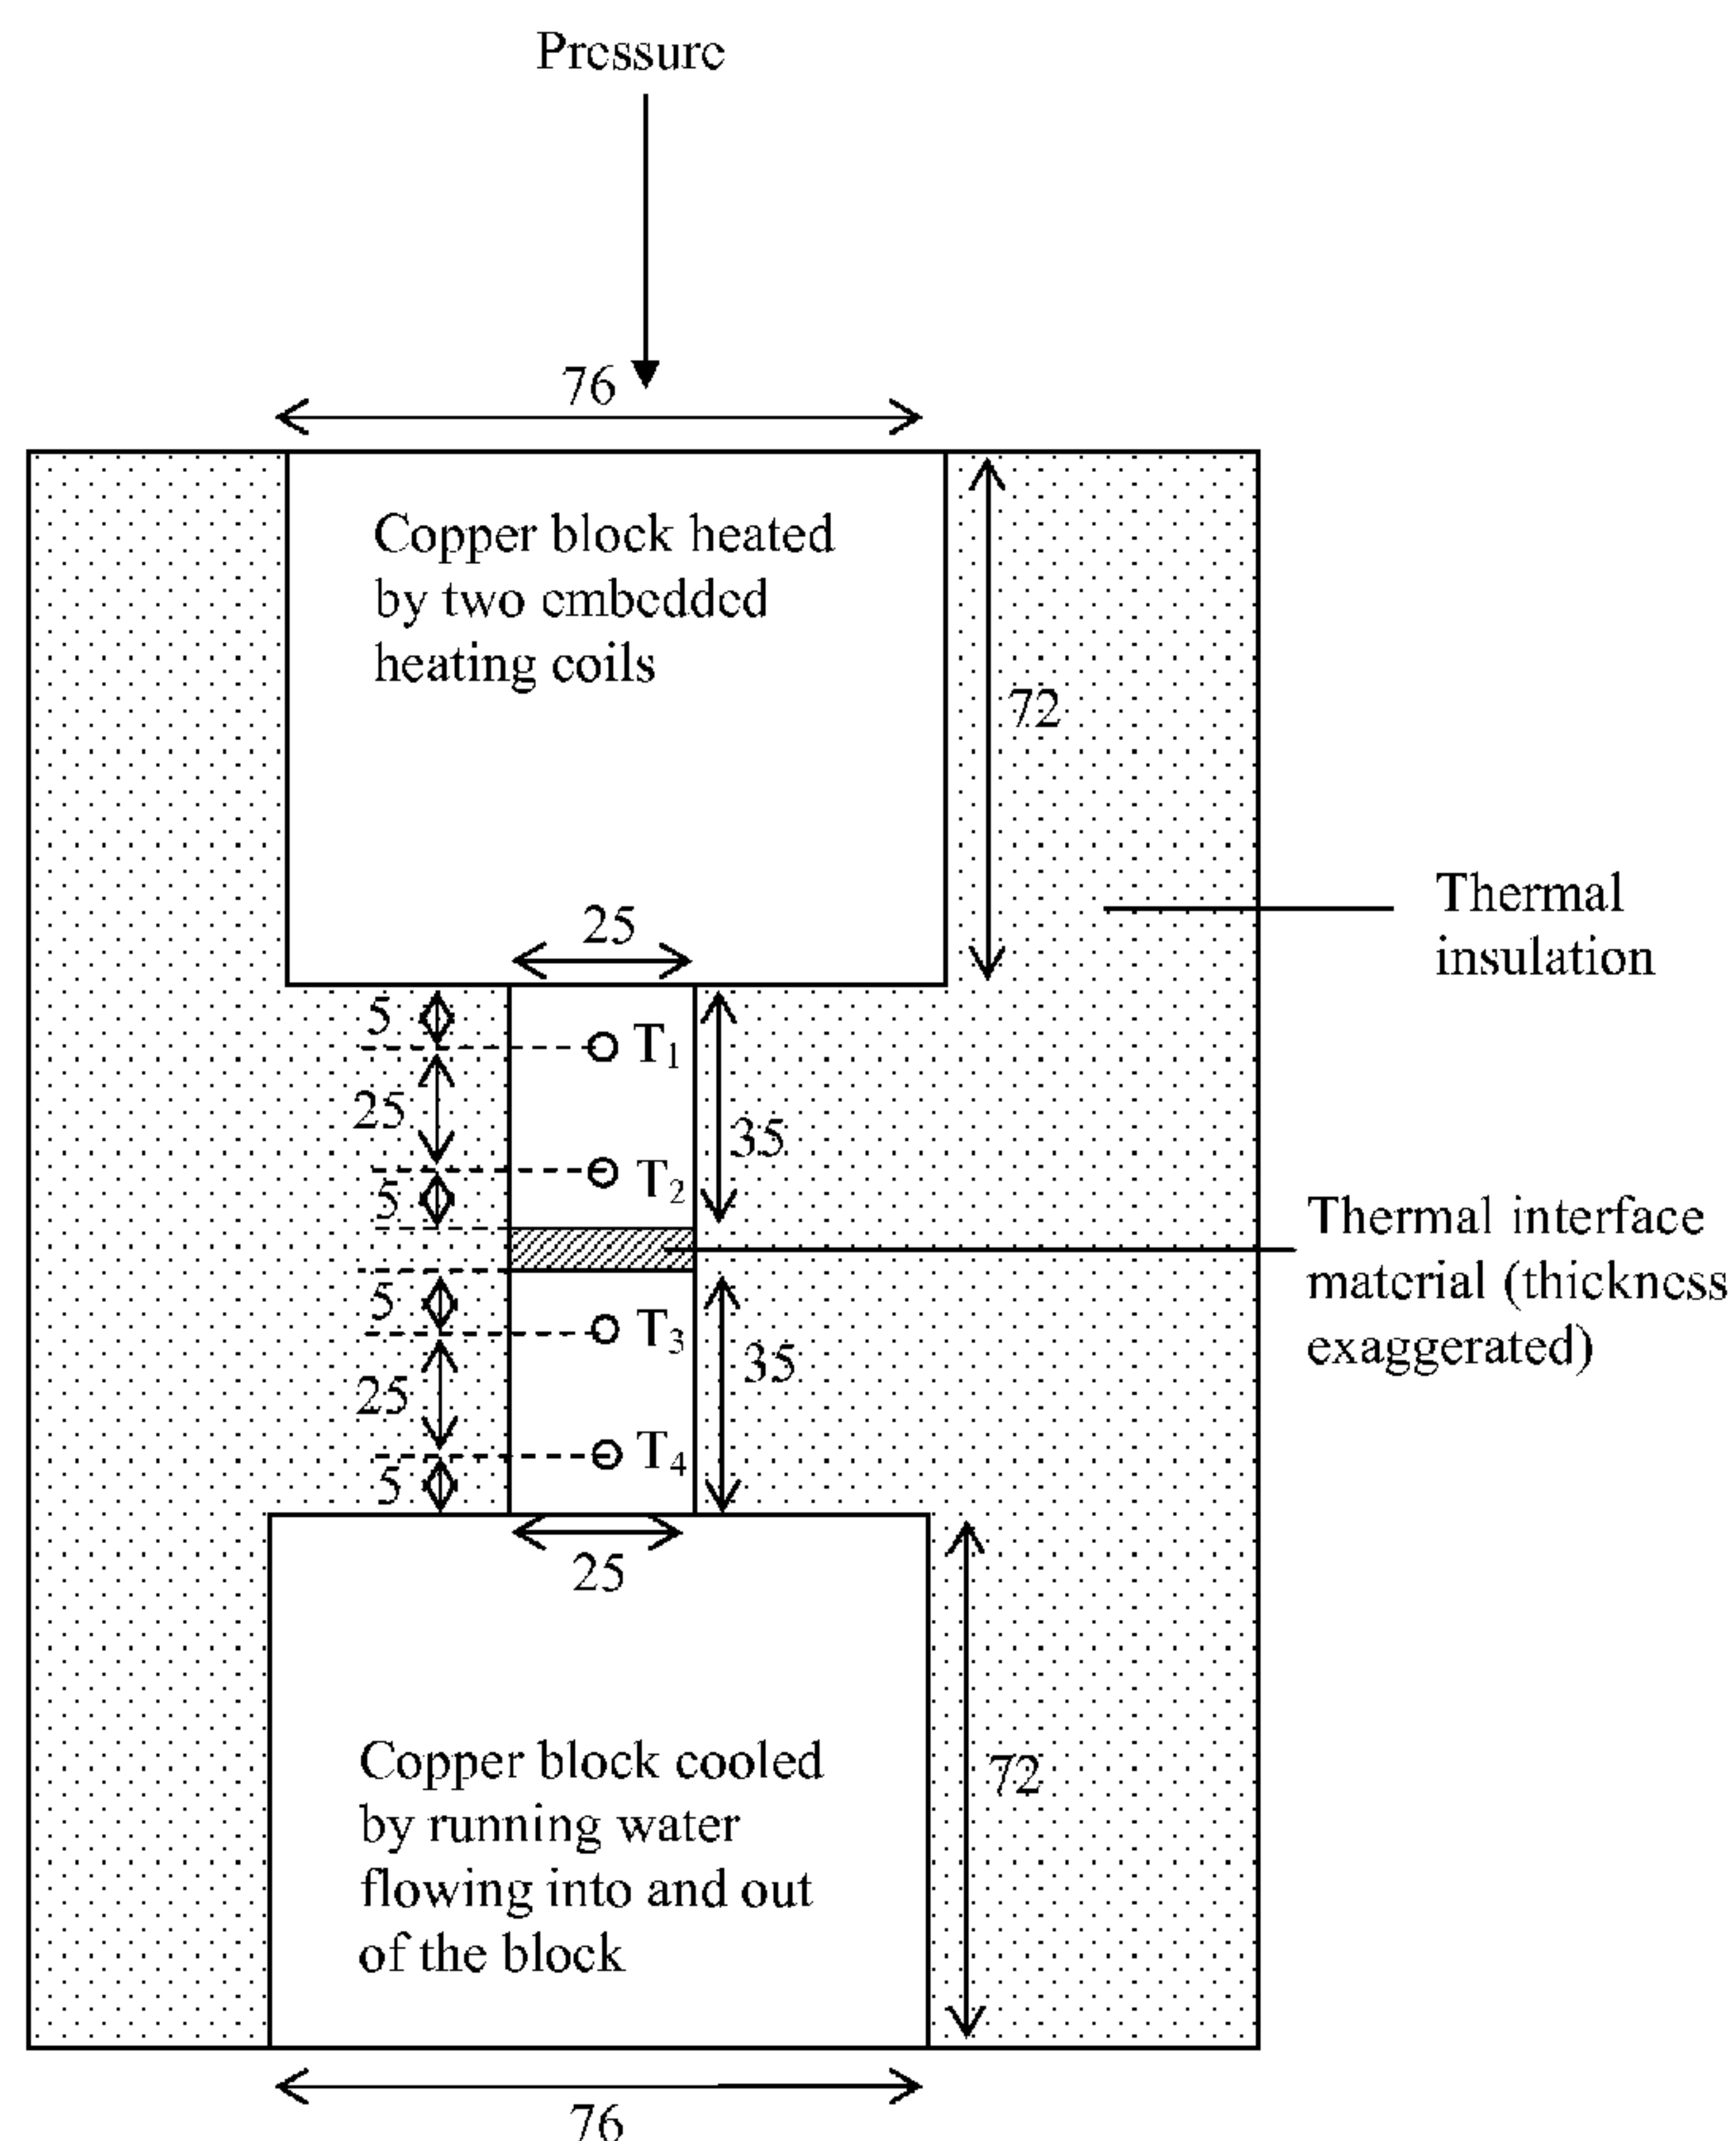 Pressure
76
Copper block heated
by two embedded
heating coils
72
Thermal
insulation
25
5
T1
25
35
T2
5
Thermal interface
material (thickness
exaggerated)
5
T3
35
25
T4
5
25
Copper block cooled
by running water
flowing into and out
of the block
72
76